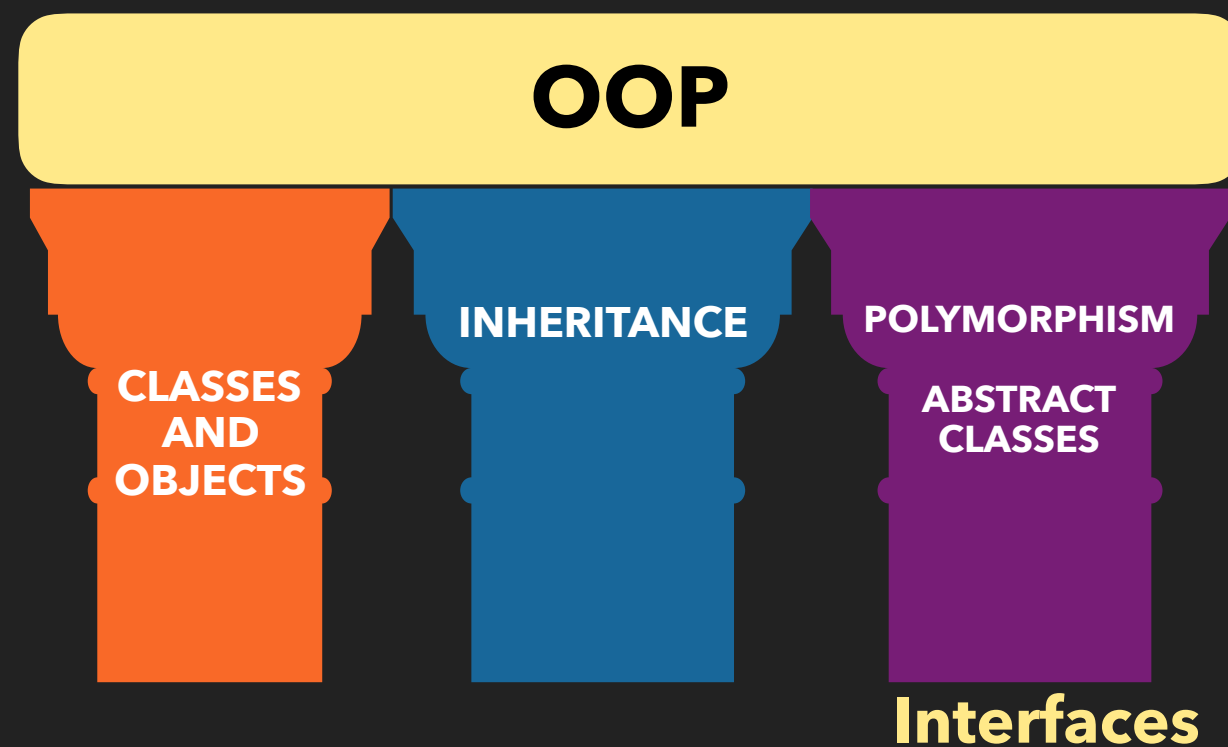 OOP
CLASSES
AND
OBJECTS
INHERITANCE
POLYMORPHISM
ABSTRACT
CLASSES
Interfaces